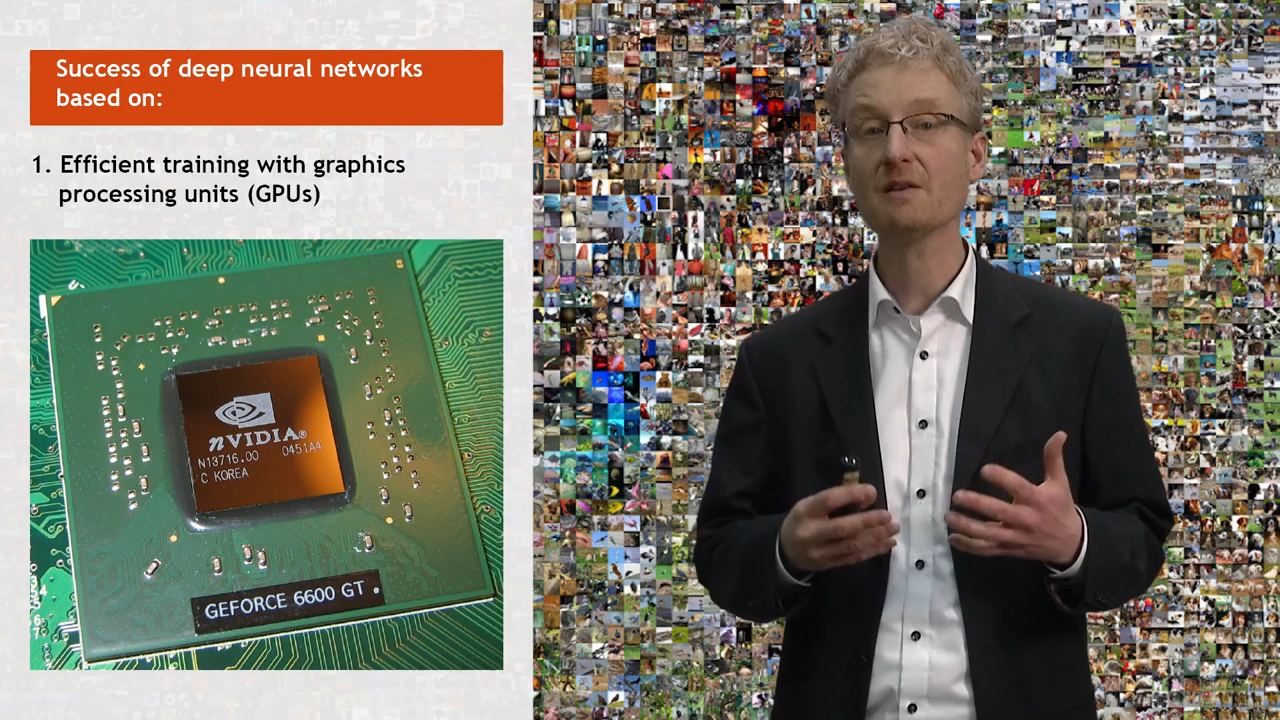 Success of deep neural networks
based on:
1. Efficient training with graphics
processing units (GPUs)
nVIDIA®
N13716.00 0451A4
C KOREA
GEFORCE 6600 GT